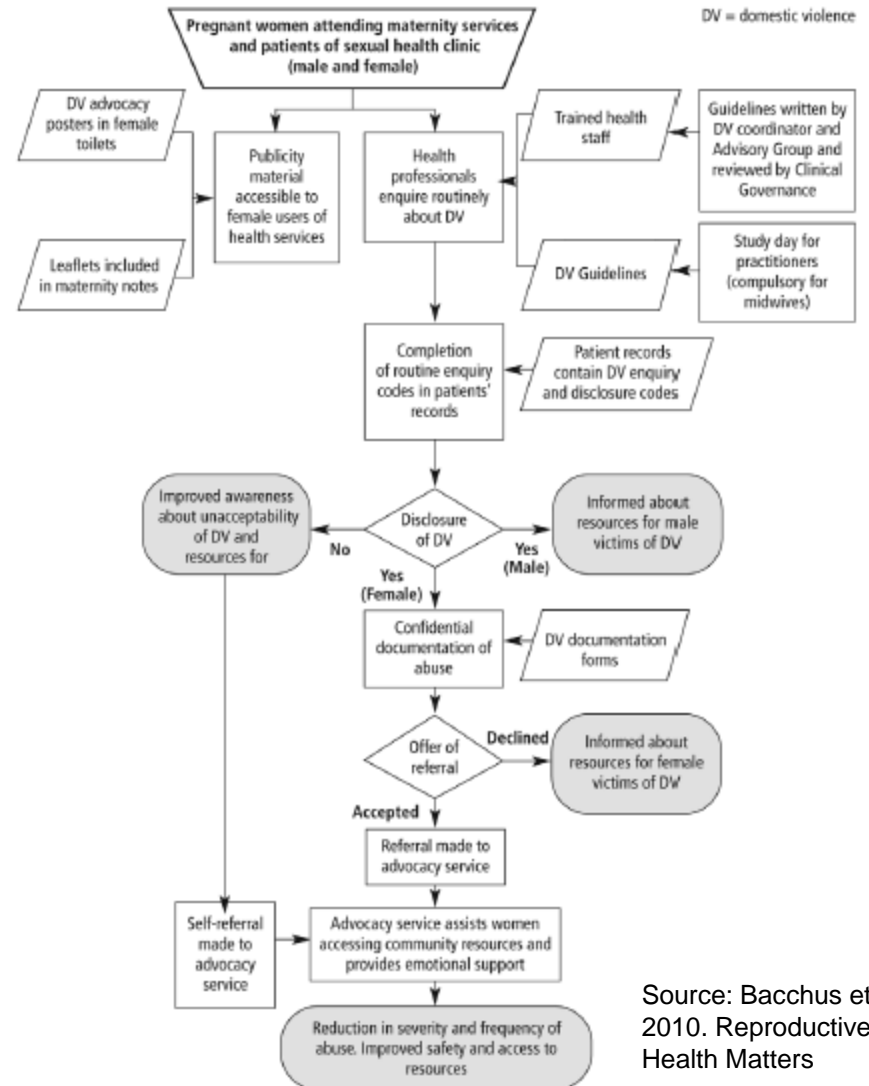 DV = domestic violence
Pregnant women attending maternity services
and patients of sexual health clinic
(male and female)
DV advocacy
posters in female
toilets
Leaflets included
in maternity notes
Publicity
material
accessible to
female users of
health services
Health
professionals
enquire routinely
about DV
Trained health
staff
Guidelines written by
DV coordinator and
Advisory Group and
reviewed by Clinical
Governance
DV Guidelines
Study day for
practitioners
(compulsory for
midwives)
Completion
of routine enquiry
codes in patients'
records
Patient records
contain DV enquiry
and disclosure codes
Improved awareness
about unacceptability
of DV and
resources for
No
Disclosure
of DV
Yes
(Male)
Informed about
resources for male
victims of DV
Yes
(Female)
Confidential
documentation of
abuse
DV documentation
forms
Offer of
referral
Declined
Informed about
resources for female
victims of DV
Accepted
Referral made to
advocacy service
Self-referral
made to
advocacy
service
Advocacy service assists women
accessing community resources and
provides emotional support
Reduction in severity and frequency of
abuse. Improved safety and access to
resources
Source: Bacchus et
2010. Reproductive
Health Matters